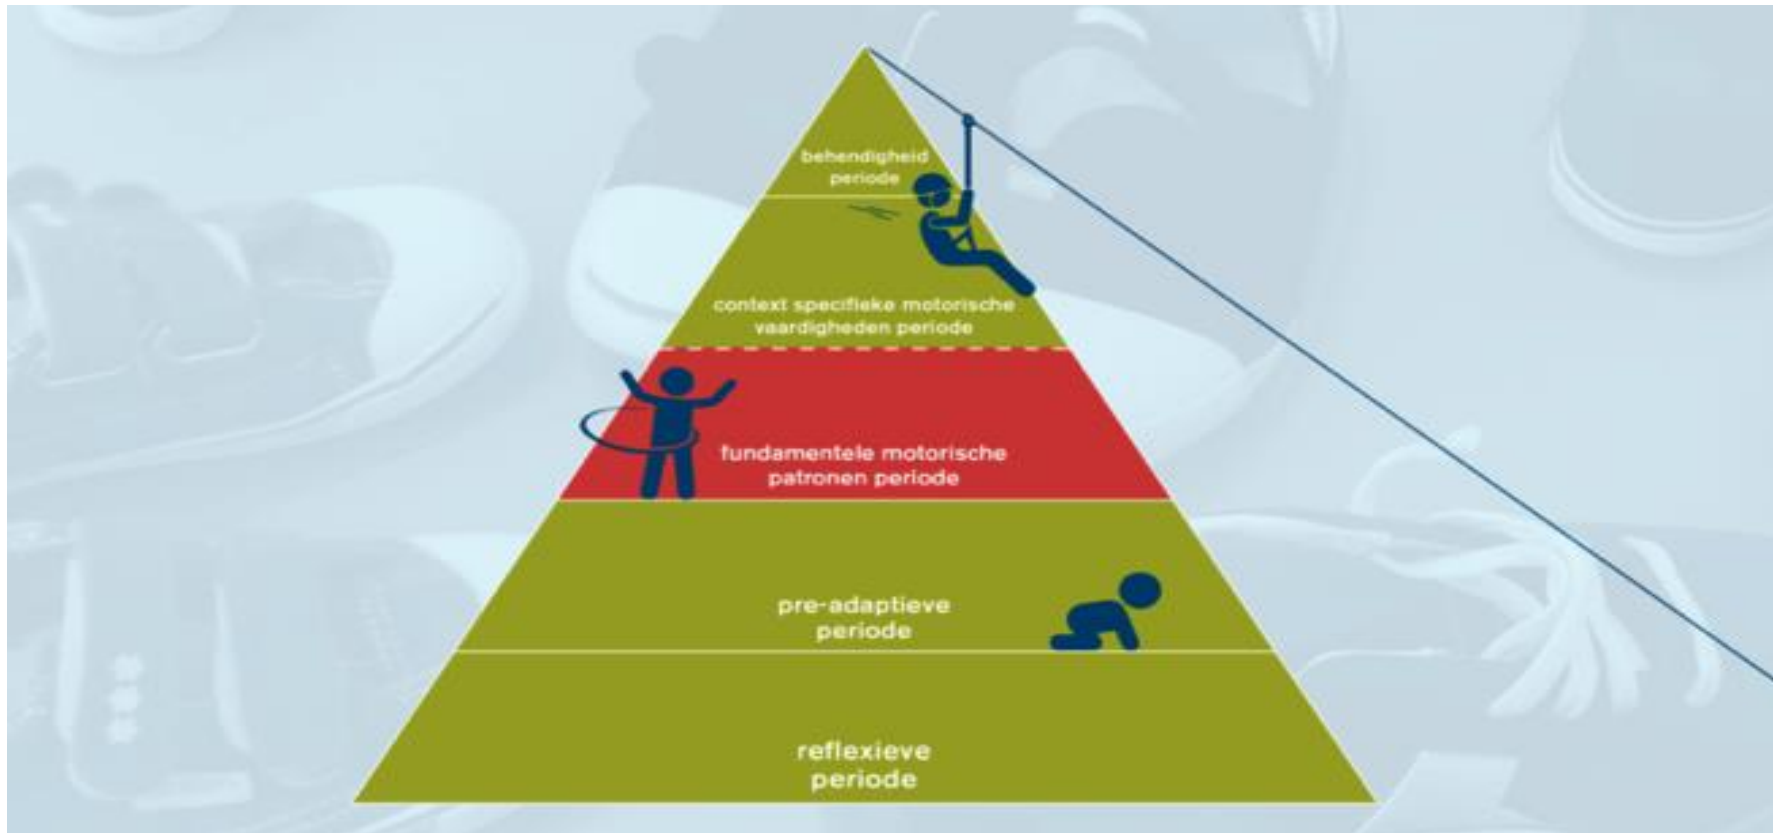 behendigheid
periode
context specifieke motorische
vaardigheden periode
fundamentele motorische
patronen periode
pre-adaptieve
periode
reflexieve
periode